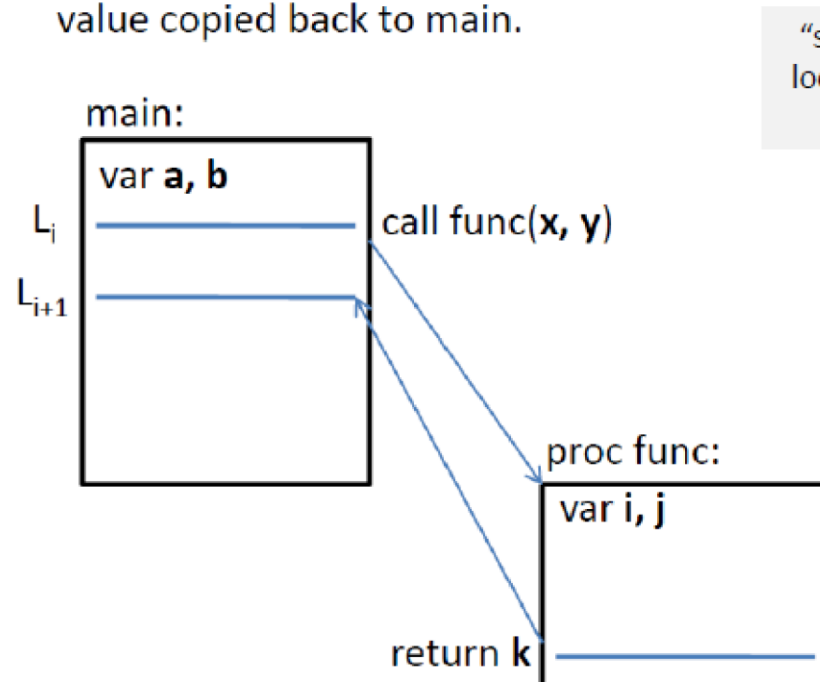 value copied back to main.
main:
var a, b
Li
call func(x, y)
Li+1
proc func:
var i, j
return k